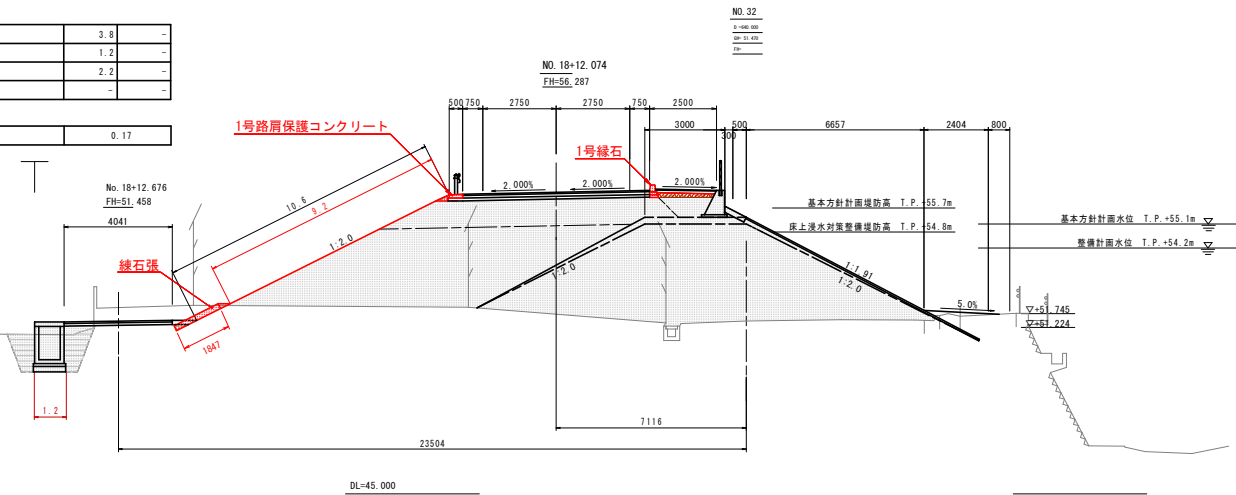 3.8 -
1.2 -
2.2 -
- -
0.17
NO.32
NO.18+12.074
FH=56.287
500 750 2750 2750 750 2500
3000 500 6657 2404 800
300
1号路肩保護コンクリート
1号縁石
No.18+12.676
FH=51.458
4041
10.6
9.2
2.000% 2.000% 2.000%
基本方針計画堤防高 T.P.+55.7m
床上浸水対策整備堤防高 T.P.+54.8m
基本方針計画水位 T.P.+55.1m
整備計画水位 T.P.+54.2m
1:2.0
練石張
1:2.0
1:1.91
1:2.0
5.0%
+51.745
+51.224
1847
1.2
7116
23504
DL=45.000